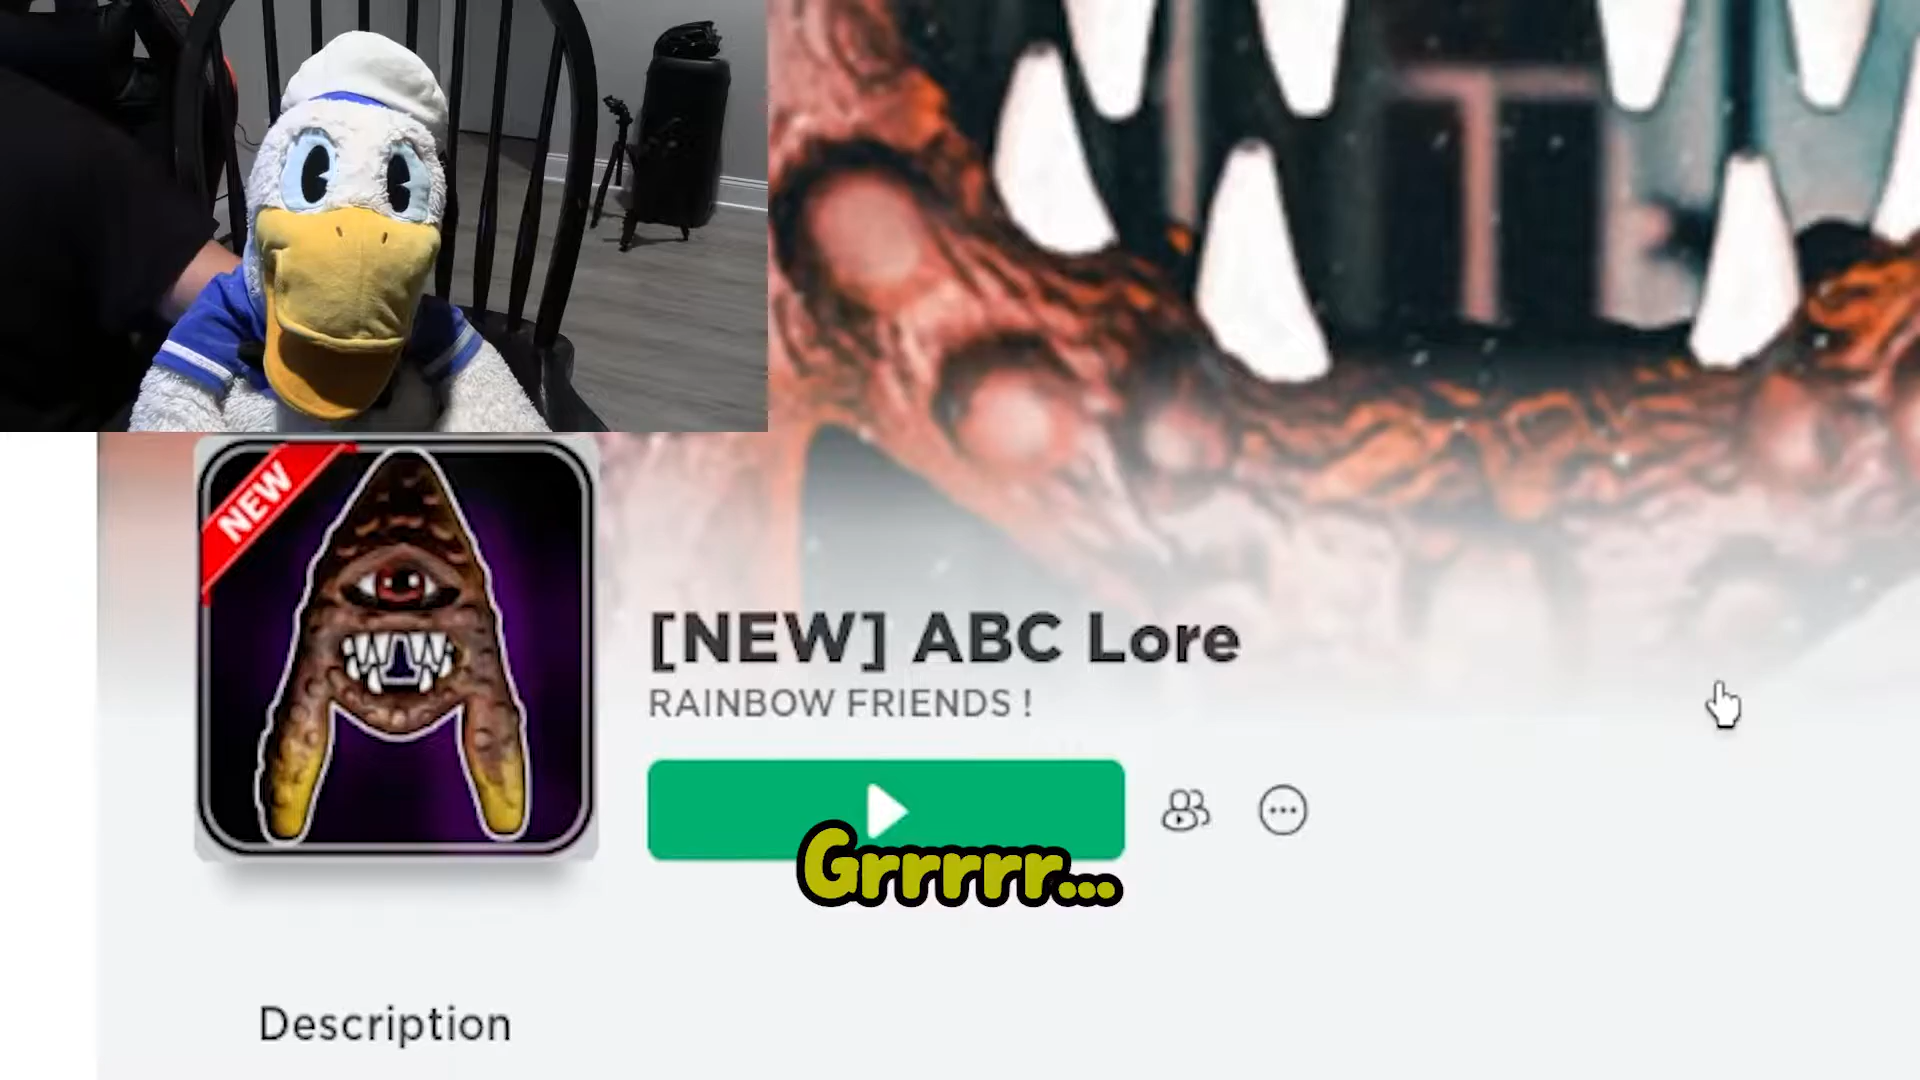 NEW
[NEW] ABC Lore
RAINBOW FRIENDS !
Grrrrr...
Description